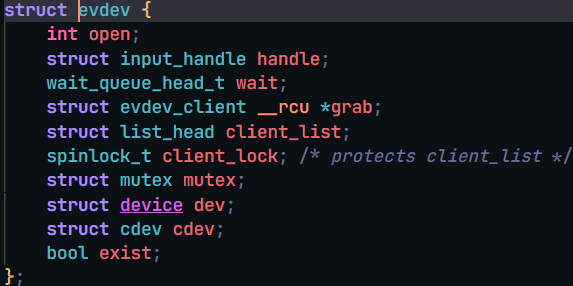 struct evdev {
    int open;
    struct input_handle handle;
    wait_queue_head_t wait;
    struct evdev_client __rcu *grab;
    struct list_head client_list;
    spinlock_t client_lock; /* protects client_list */
    struct mutex mutex;
    struct device dev;
    struct cdev cdev;
    bool exist;
};